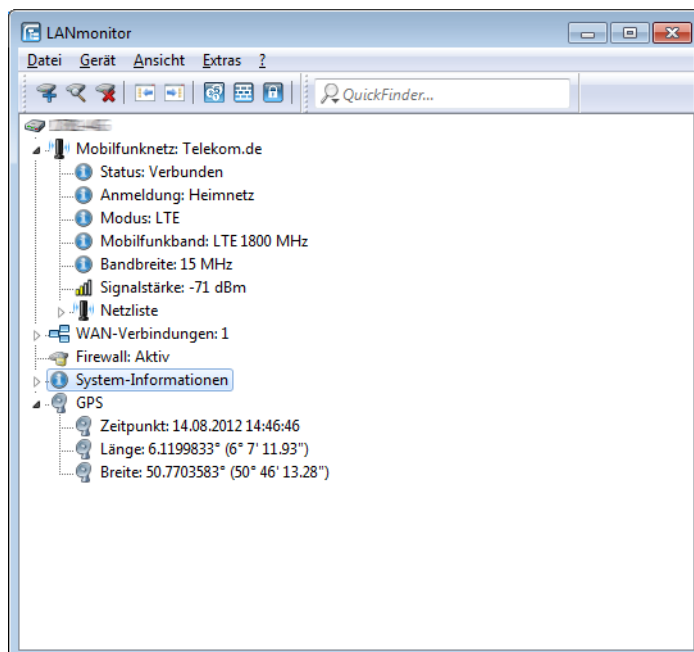 LANmonitor
Datei Gerät Ansicht Extras ?
QuickFinder...
Mobilfunknetz: Telekom.de
Status: Verbunden
Anmeldung: Heimnetz
Modus: LTE
Mobilfunkband: LTE 1800 MHz
Bandbreite: 15 MHz
Signalstärke: -71 dBm
Netzliste
WAN-Verbindungen: 1
Firewall: Aktiv
System-Informationen
GPS
Zeitpunkt: 14.08.2012 14:46:46
Länge: 6.1199833° (6° 7' 11.93")
Breite: 50.7703583° (50° 46' 13.28")